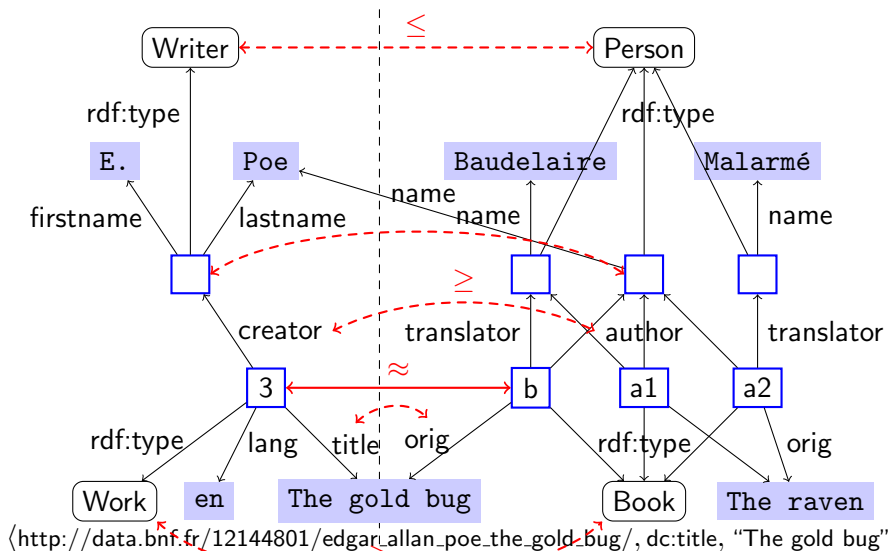 ≤
Writer Person
rdf:type rdf:type
E. Poe Baudelaire Malarmé
firstname lastname name name name
≥
creator translator author translator
≈
3 b a1 a2
rdf:type lang title orig rdf:type orig
Work en The gold bug Book The raven
⟨http://data.bnf.fr/12144801/edgar_allan_poe_the_gold_bug/, dc:title, “The gold bug”